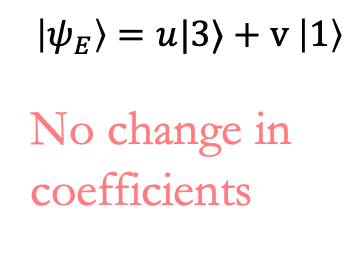 |ψ_E⟩ = u|3⟩ + v |1⟩
No change in
coefficients